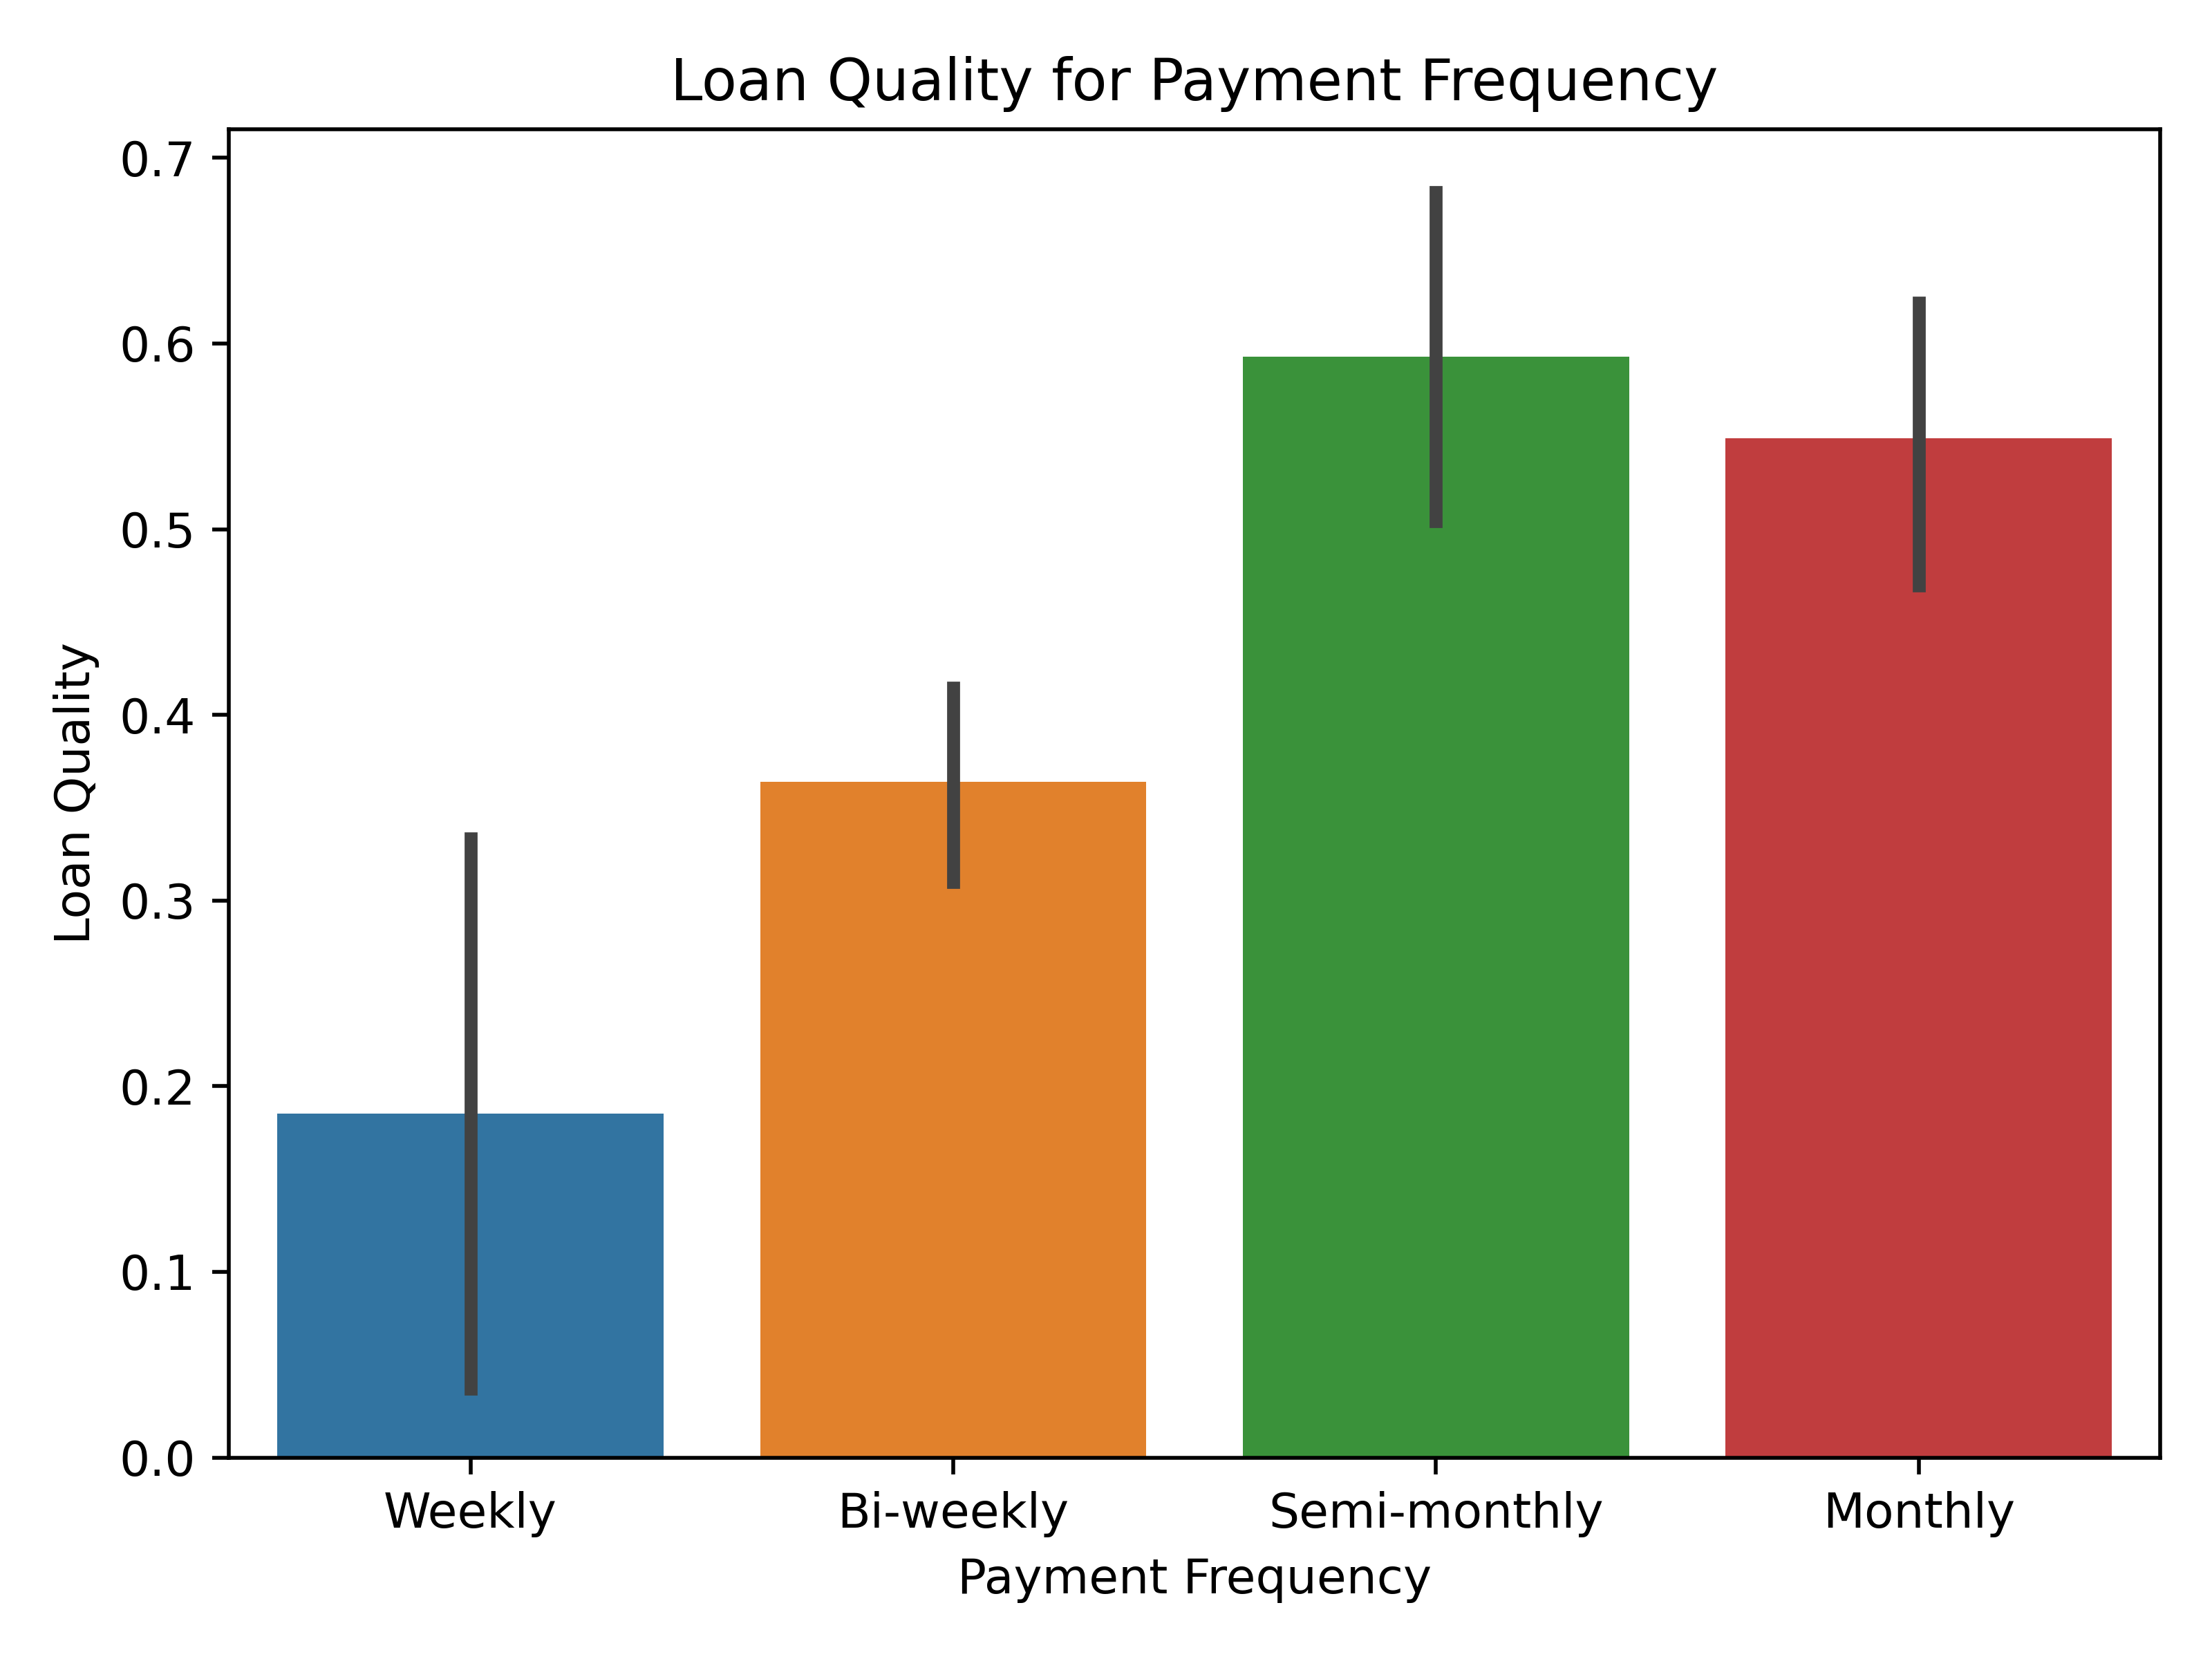 Loan Quality for Payment Frequency
0.7
0.6
0.5
0.4
0.3
0.2
0.1
0.0
Loan Quality
Weekly Bi-weekly Semi-monthly Monthly
Payment Frequency